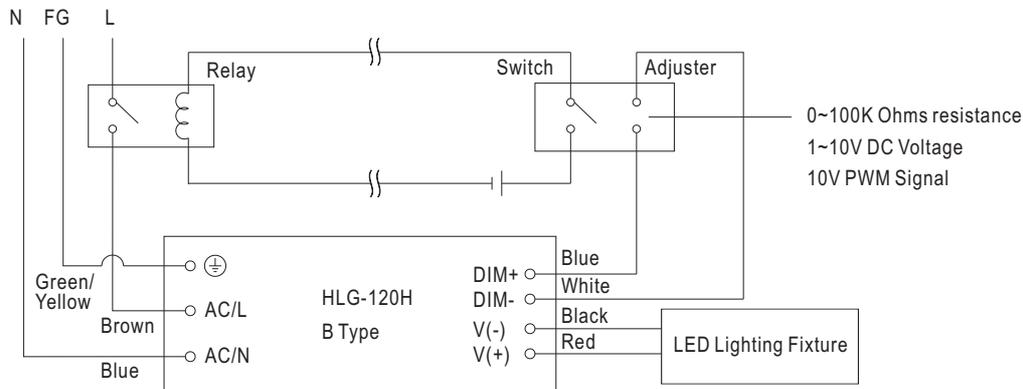 N FG L
Relay
Switch
Adjuster
0~100K Ohms resistance
1~10V DC Voltage
10V PWM Signal
Green/
Yellow
Brown
Blue
AC/L
AC/N
HLG-120H
B Type
DIM+
DIM-
V(-)
V(+)
Blue
White
Black
Red
LED Lighting Fixture